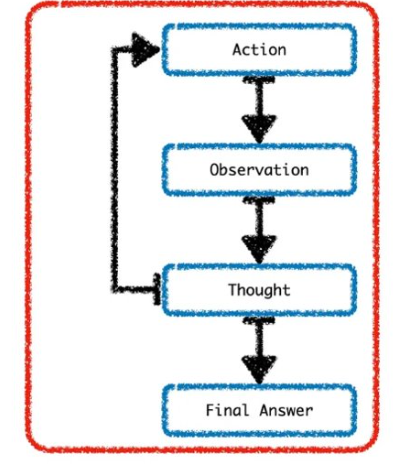 Action
Observation
Thought
Final Answer